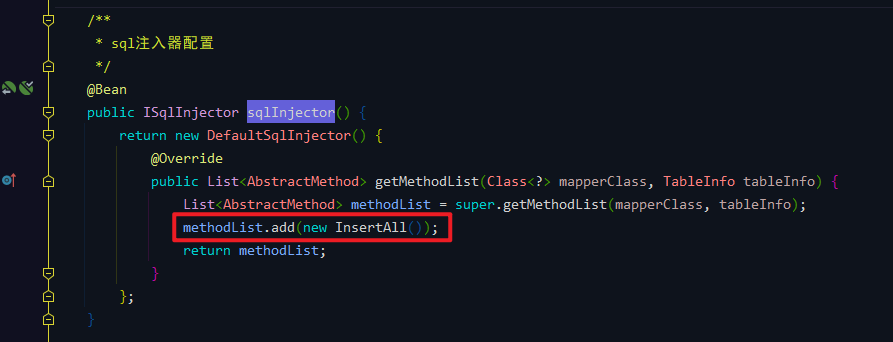 /**
* sql注入器配置
*/
@Bean
public ISqlInjector sqlInjector() {
return new DefaultSqlInjector() {
@Override
public List<AbstractMethod> getMethodList(Class<?> mapperClass, TableInfo tableInfo) {
List<AbstractMethod> methodList = super.getMethodList(mapperClass, tableInfo);
methodList.add(new InsertAll());
return methodList;
}
};
}